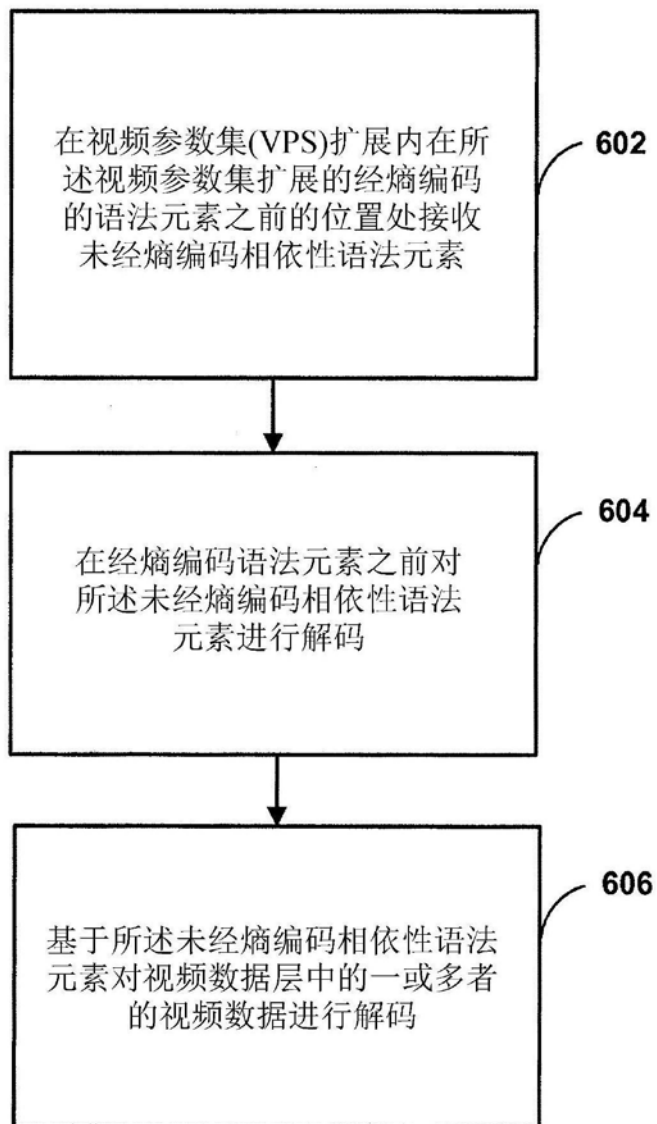 在视频参数集(VPS)扩展内在所
述视频参数集扩展的经熵编码
的语法元素之前的位置处接收
未经熵编码相依性语法元素
602
在经熵编码语法元素之前对
所述未经熵编码相依性语法
元素进行解码
604
基于所述未经熵编码相依性语法
元素对视频数据层中的一或多者
的视频数据进行解码
606